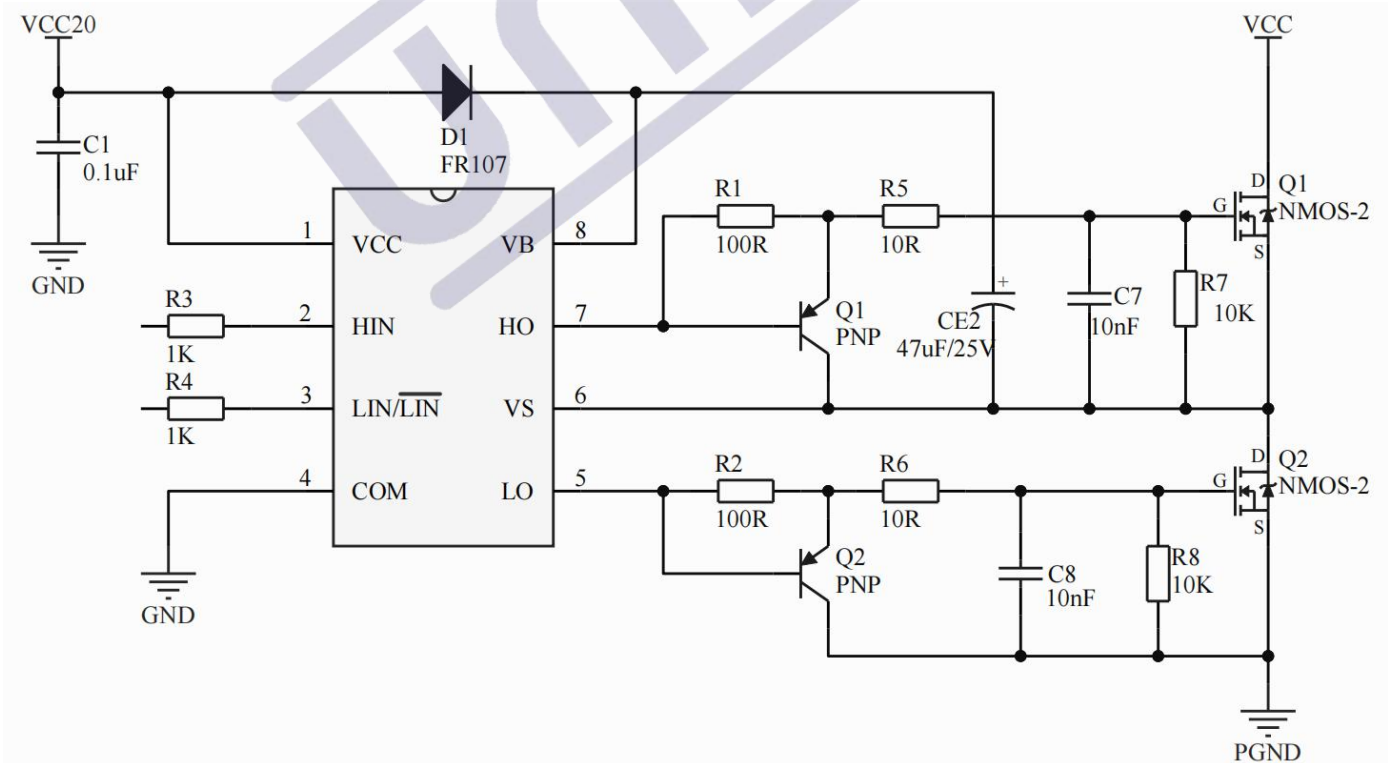 VCC20
VCC
C1
0.1uF
GND
D1
FR107
R1
100R
R5
10R
D
Q1
G
NMOS-2
S
1
VCC
VB
8
R3
1K
2
HIN
HO
7
Q1
PNP
+
CE2
47uF/25V
C7
10nF
R7
10K
R4
1K
3
LIN/L̅I̅N̅
VS
6
4
COM
LO
5
GND
R2
100R
R6
10R
D
Q2
G
NMOS-2
S
Q2
PNP
C8
10nF
R8
10K
PGND